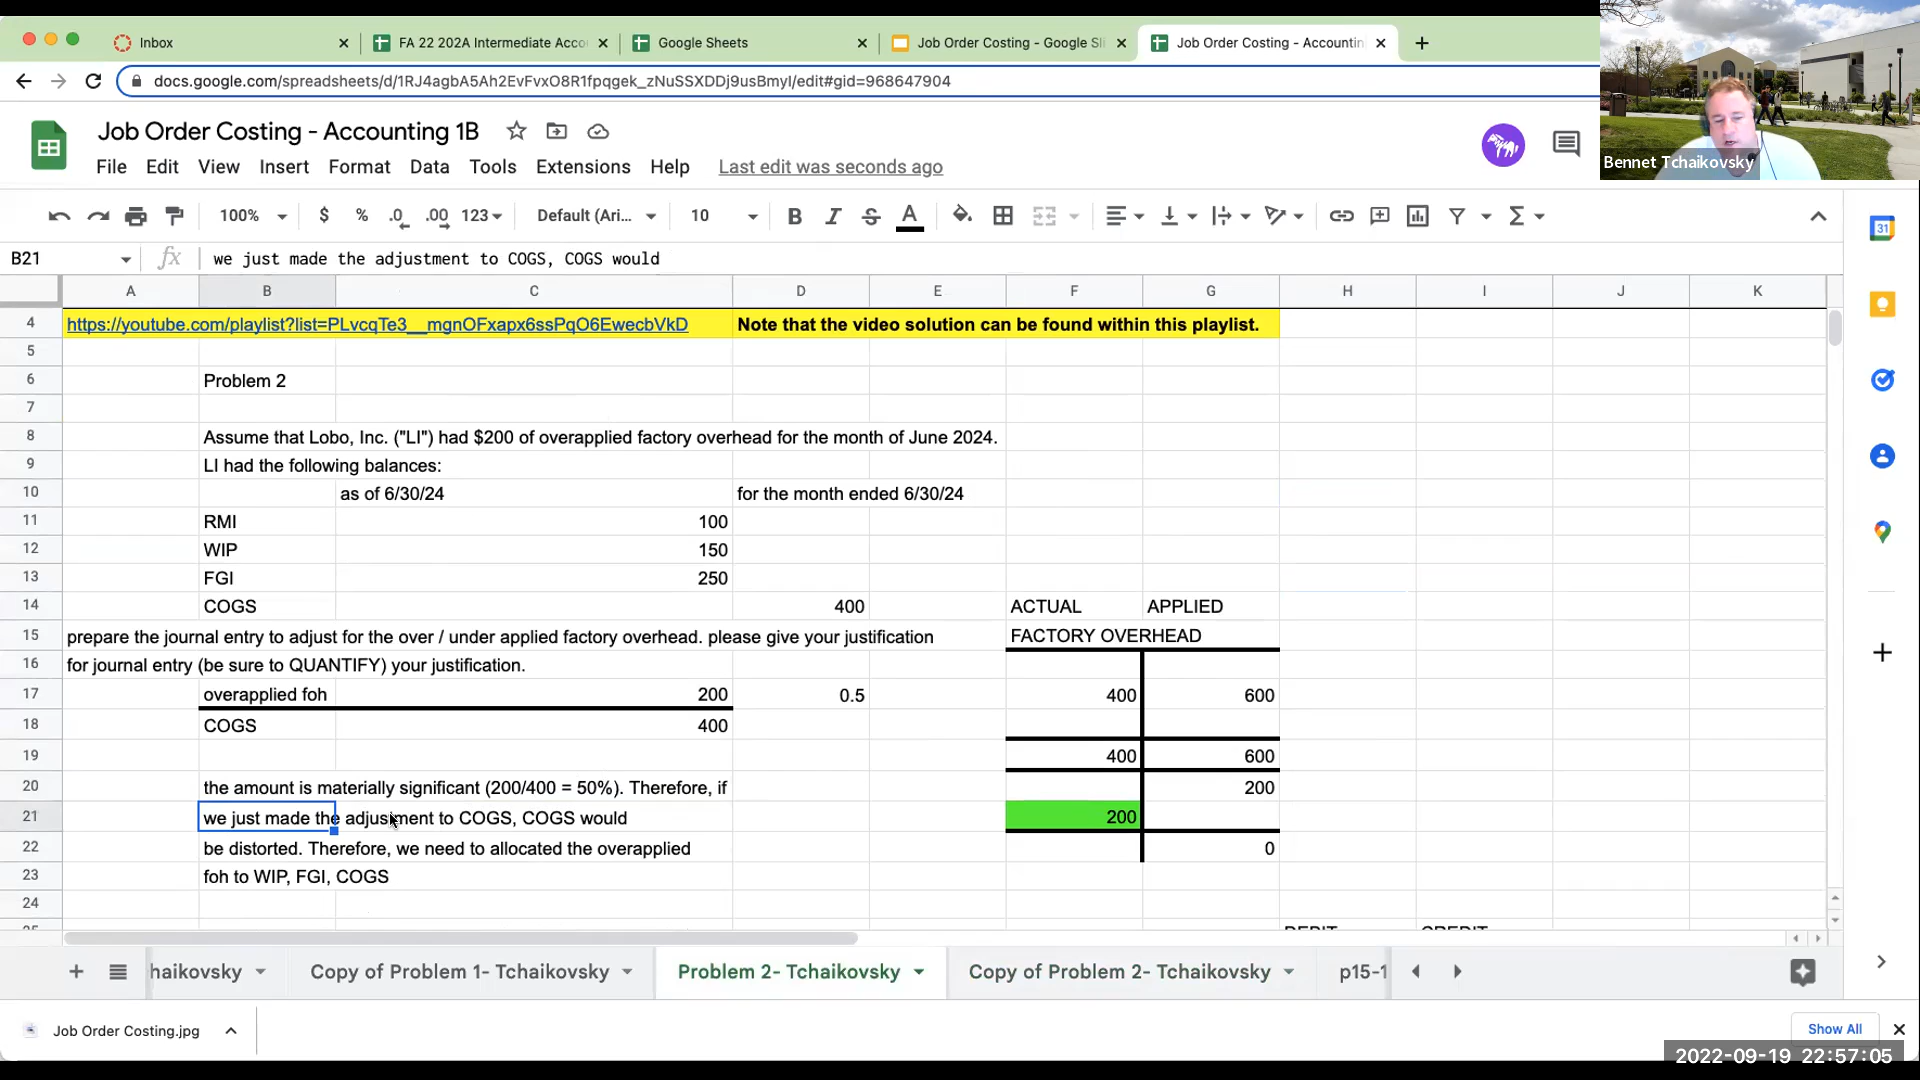 Inbox
FA 22 202A Intermediate Acco
Google Sheets
Job Order Costing - Google Sli
Job Order Costing - Accountin
docs.google.com/spreadsheets/d/1RJ4agbA5Ah2EvFvxO8R1fpqgek_zNuSSXDDj9usBmyI/edit#gid=968647904
Bennet Tchaikovsky
Job Order Costing - Accounting 1B
File Edit View Insert Format Data Tools Extensions Help Last edit was seconds ago
100% $ % .0 .00 123 Default (Ari... 10 B I S A
31
B21 fx we just made the adjustment to COGS, COGS would
A B C D E F G H I J K
4 https://youtube.com/playlist?list=PLvcqTe3__mgnOFxapx6ssPqO6EwecbVkD Note that the video solution can be found within this playlist.
5
6 Problem 2
7
8 Assume that Lobo, Inc. ("LI") had $200 of overapplied factory overhead for the month of June 2024.
9 LI had the following balances:
10 as of 6/30/24 for the month ended 6/30/24
11 RMI 100
12 WIP 150
13 FGI 250
14 COGS 400 ACTUAL APPLIED
15 prepare the journal entry to adjust for the over / under applied factory overhead. please give your justification FACTORY OVERHEAD
16 for journal entry (be sure to QUANTIFY) your justification.
17 overapplied foh 200 0.5 400 600
18 COGS 400
19 400 600
20 the amount is materially significant (200/400 = 50%). Therefore, if 200
21 we just made the adjustment to COGS, COGS would 200
22 be distorted. Therefore, we need to allocated the overapplied 0
23 foh to WIP, FGI, COGS
24
25 DEBIT CREDIT
haikovsky Copy of Problem 1- Tchaikovsky Problem 2- Tchaikovsky Copy of Problem 2- Tchaikovsky p15-1
Job Order Costing.jpg
Show All
2022-09-19 22:57:05